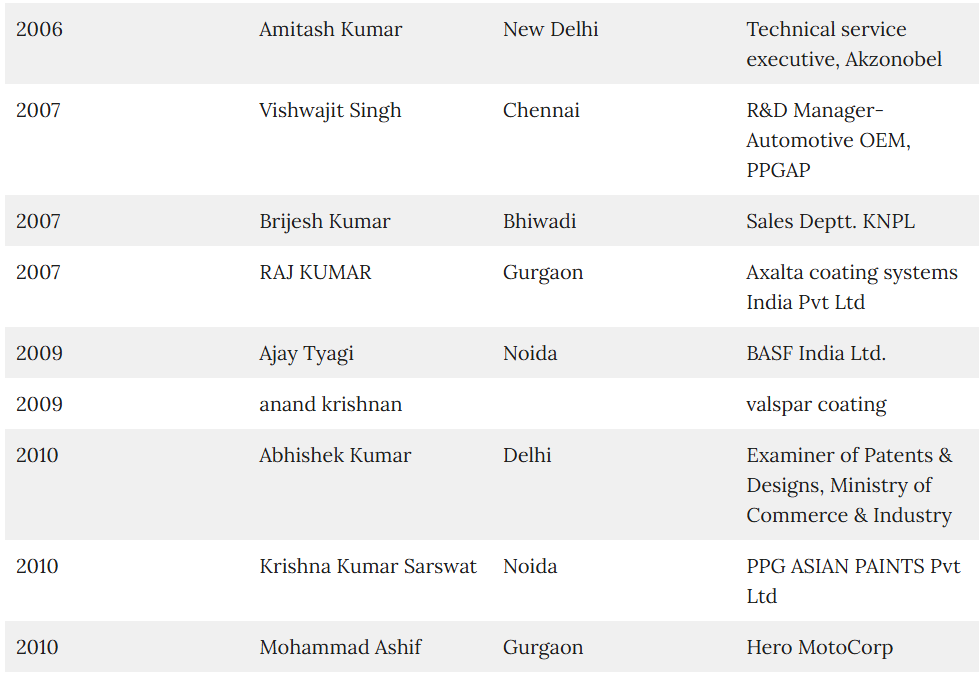 2006 Amitash Kumar New Delhi Technical service
executive, Akzonobel
2007 Vishwajit Singh Chennai R&D Manager-
Automotive OEM,
PPGAP
2007 Brijesh Kumar Bhiwadi Sales Deptt. KNPL
2007 RAJ KUMAR Gurgaon Axalta coating systems
India Pvt Ltd
2009 Ajay Tyagi Noida BASF India Ltd.
2009 anand krishnan valspar coating
2010 Abhishek Kumar Delhi Examiner of Patents &
Designs, Ministry of
Commerce & Industry
2010 Krishna Kumar Sarswat Noida PPG ASIAN PAINTS Pvt
Ltd
2010 Mohammad Ashif Gurgaon Hero MotoCorp